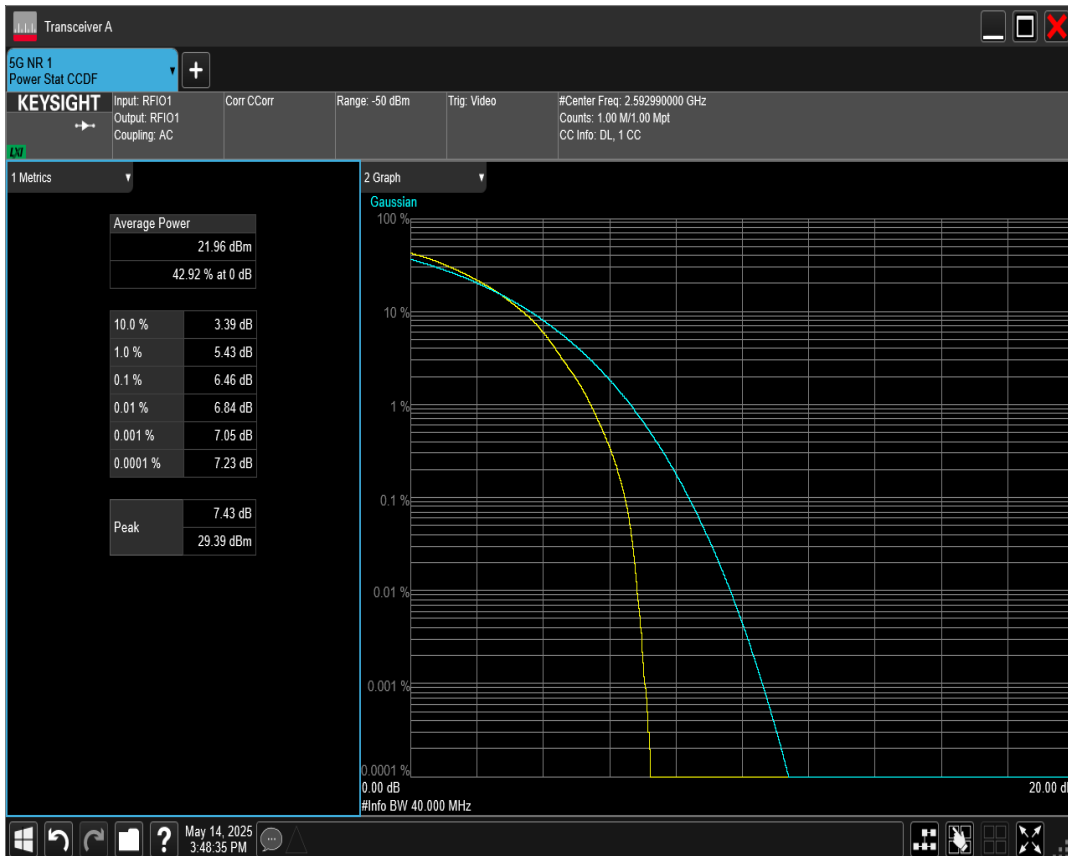 Transceiver A
5G NR 1
Power Stat CCDF
+
KEYSIGHT
LXI
Input: RFIO1
Output: RFIO1
Coupling: AC
Corr CCorr
Range: -50 dBm
Trig: Video
#Center Freq: 2.592990000 GHz
Counts: 1.00 M/1.00 Mpt
CC Info: DL, 1 CC
1 Metrics
Average Power
21.96 dBm
42.92 % at 0 dB
10.0 % 3.39 dB
1.0 % 5.43 dB
0.1 % 6.46 dB
0.01 % 6.84 dB
0.001 % 7.05 dB
0.0001 % 7.23 dB
Peak
7.43 dB
29.39 dBm
2 Graph
Gaussian
100 %
10 %
1 %
0.1 %
0.01 %
0.001 %
0.0001 %
0.00 dB 20.00 d
#Info BW 40.000 MHz
?
May 14, 2025
3:48:35 PM